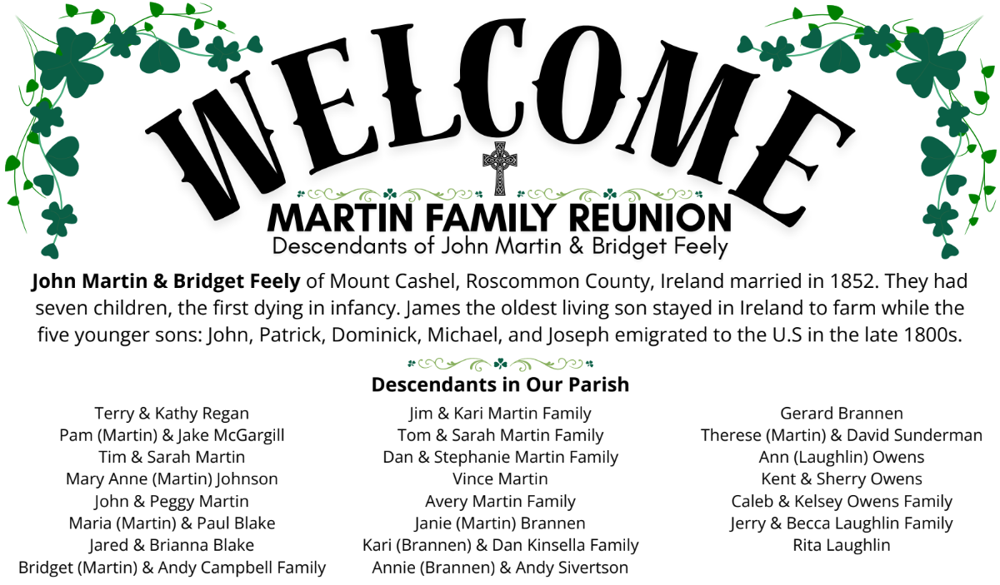 WELCOME
MARTIN FAMILY REUNION
Descendants of John Martin & Bridget Feely
John Martin & Bridget Feely of Mount Cashel, Roscommon County, Ireland married in 1852. They had
seven children, the first dying in infancy. James the oldest living son stayed in Ireland to farm while the
five younger sons: John, Patrick, Dominick, Michael, and Joseph emigrated to the U.S in the late 1800s.
Descendants in Our Parish
Terry & Kathy Regan
Pam (Martin) & Jake McGargill
Tim & Sarah Martin
Mary Anne (Martin) Johnson
John & Peggy Martin
Maria (Martin) & Paul Blake
Jared & Brianna Blake
Bridget (Martin) & Andy Campbell Family
Jim & Kari Martin Family
Tom & Sarah Martin Family
Dan & Stephanie Martin Family
Vince Martin
Avery Martin Family
Janie (Martin) Brannen
Kari (Brannen) & Dan Kinsella Family
Annie (Brannen) & Andy Sivertson
Gerard Brannen
Therese (Martin) & David Sunderman
Ann (Laughlin) Owens
Kent & Sherry Owens
Caleb & Kelsey Owens Family
Jerry & Becca Laughlin Family
Rita Laughlin